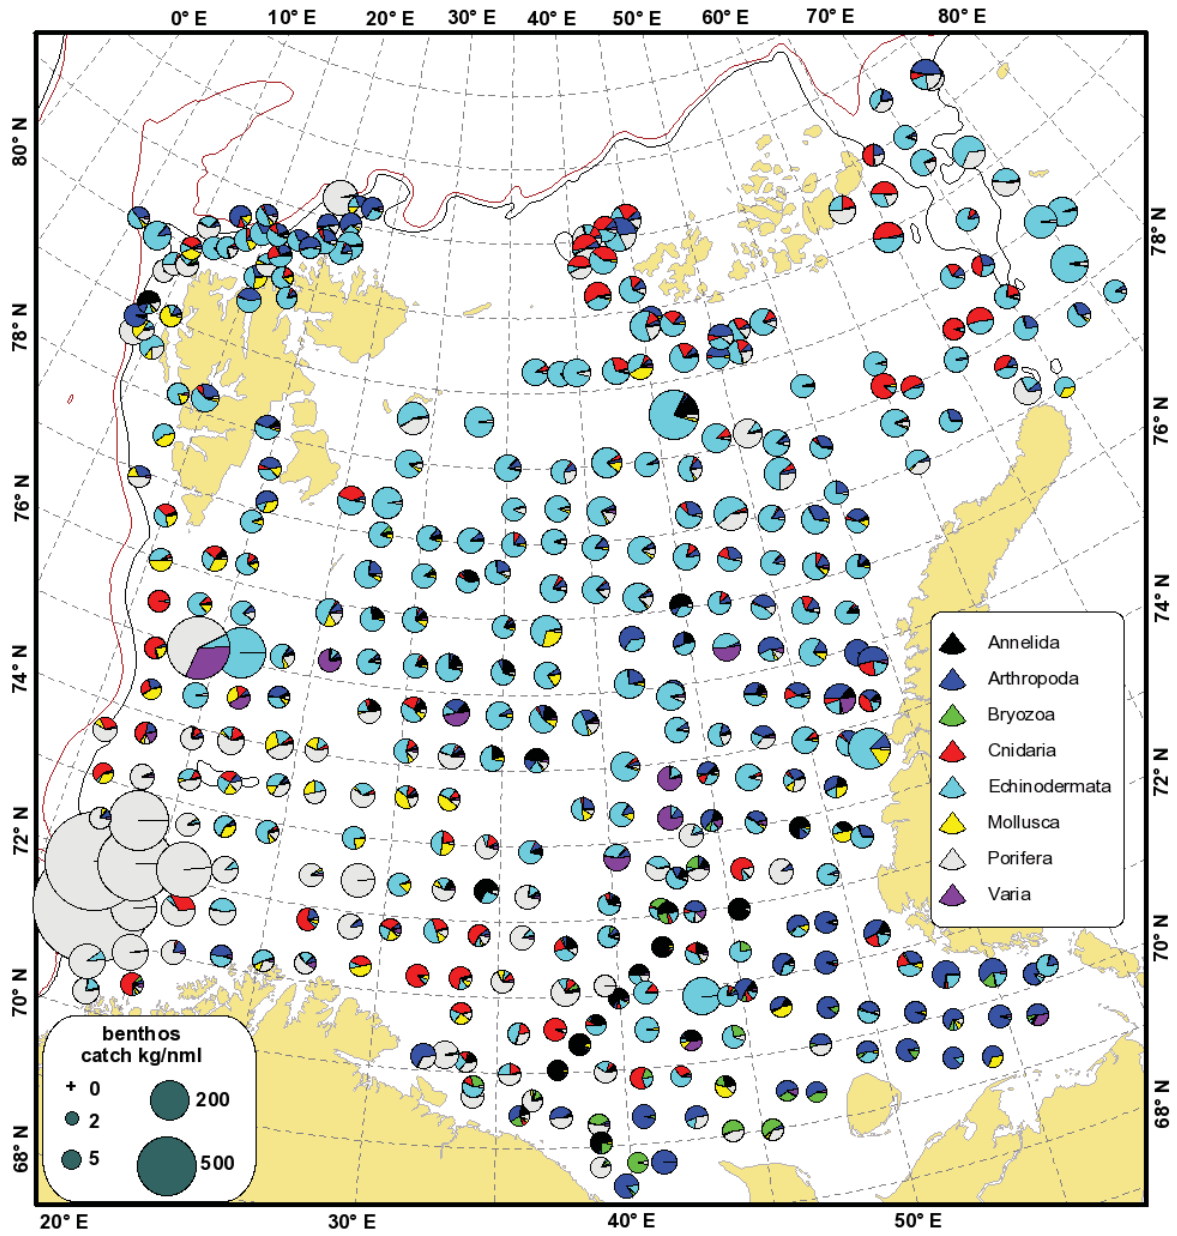 0° E 10° E 20° E 30° E 40° E 50° E 60° E 70° E 80° E
80° N
78° N
76° N
74° N
72° N
70° N
68° N
78° N
76° N
74° N
72° N
70° N
68° N
Annelida
Arthropoda
Bryozoa
Cnidaria
Echinodermata
Mollusca
Porifera
Varia
benthos
catch kg/nml
0
2
5
200
500
20° E 30° E 40° E 50° E